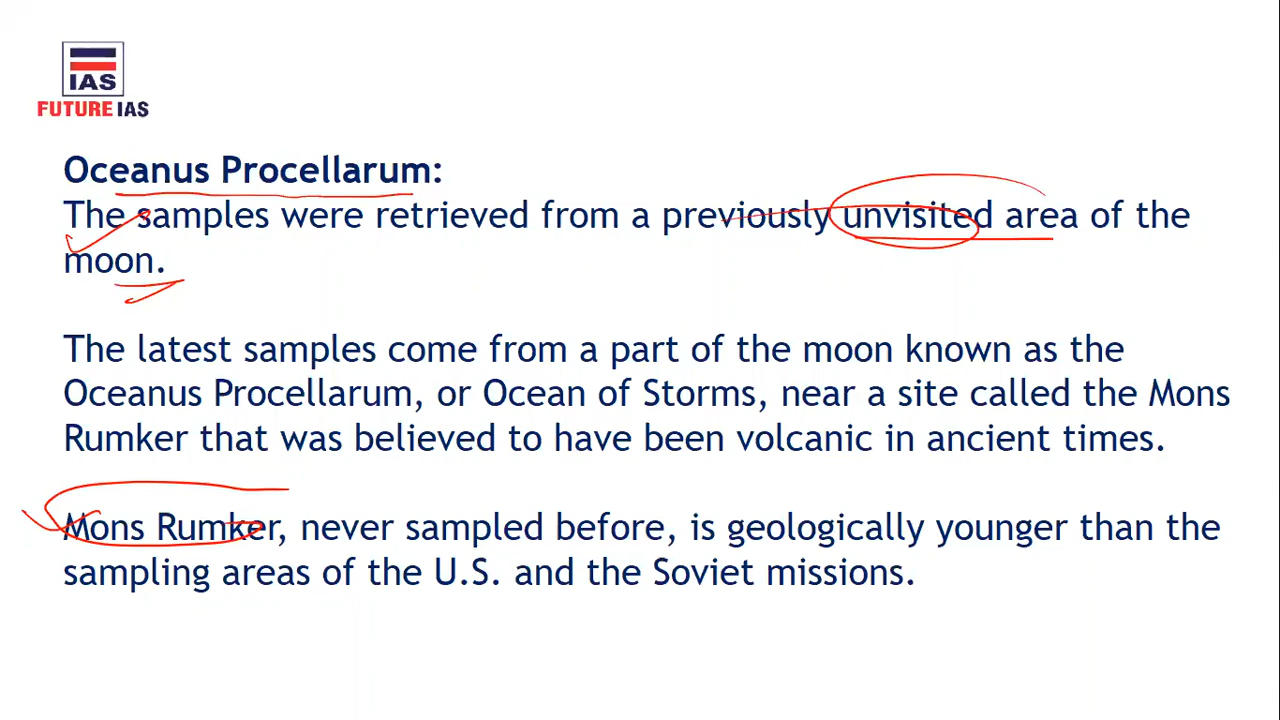 IAS
FUTURE IAS
Oceanus Procellarum:
The samples were retrieved from a previously unvisited area of the
moon.
The latest samples come from a part of the moon known as the
Oceanus Procellarum, or Ocean of Storms, near a site called the Mons
Rumker that was believed to have been volcanic in ancient times.
Mons Rumker, never sampled before, is geologically younger than the
sampling areas of the U.S. and the Soviet missions.